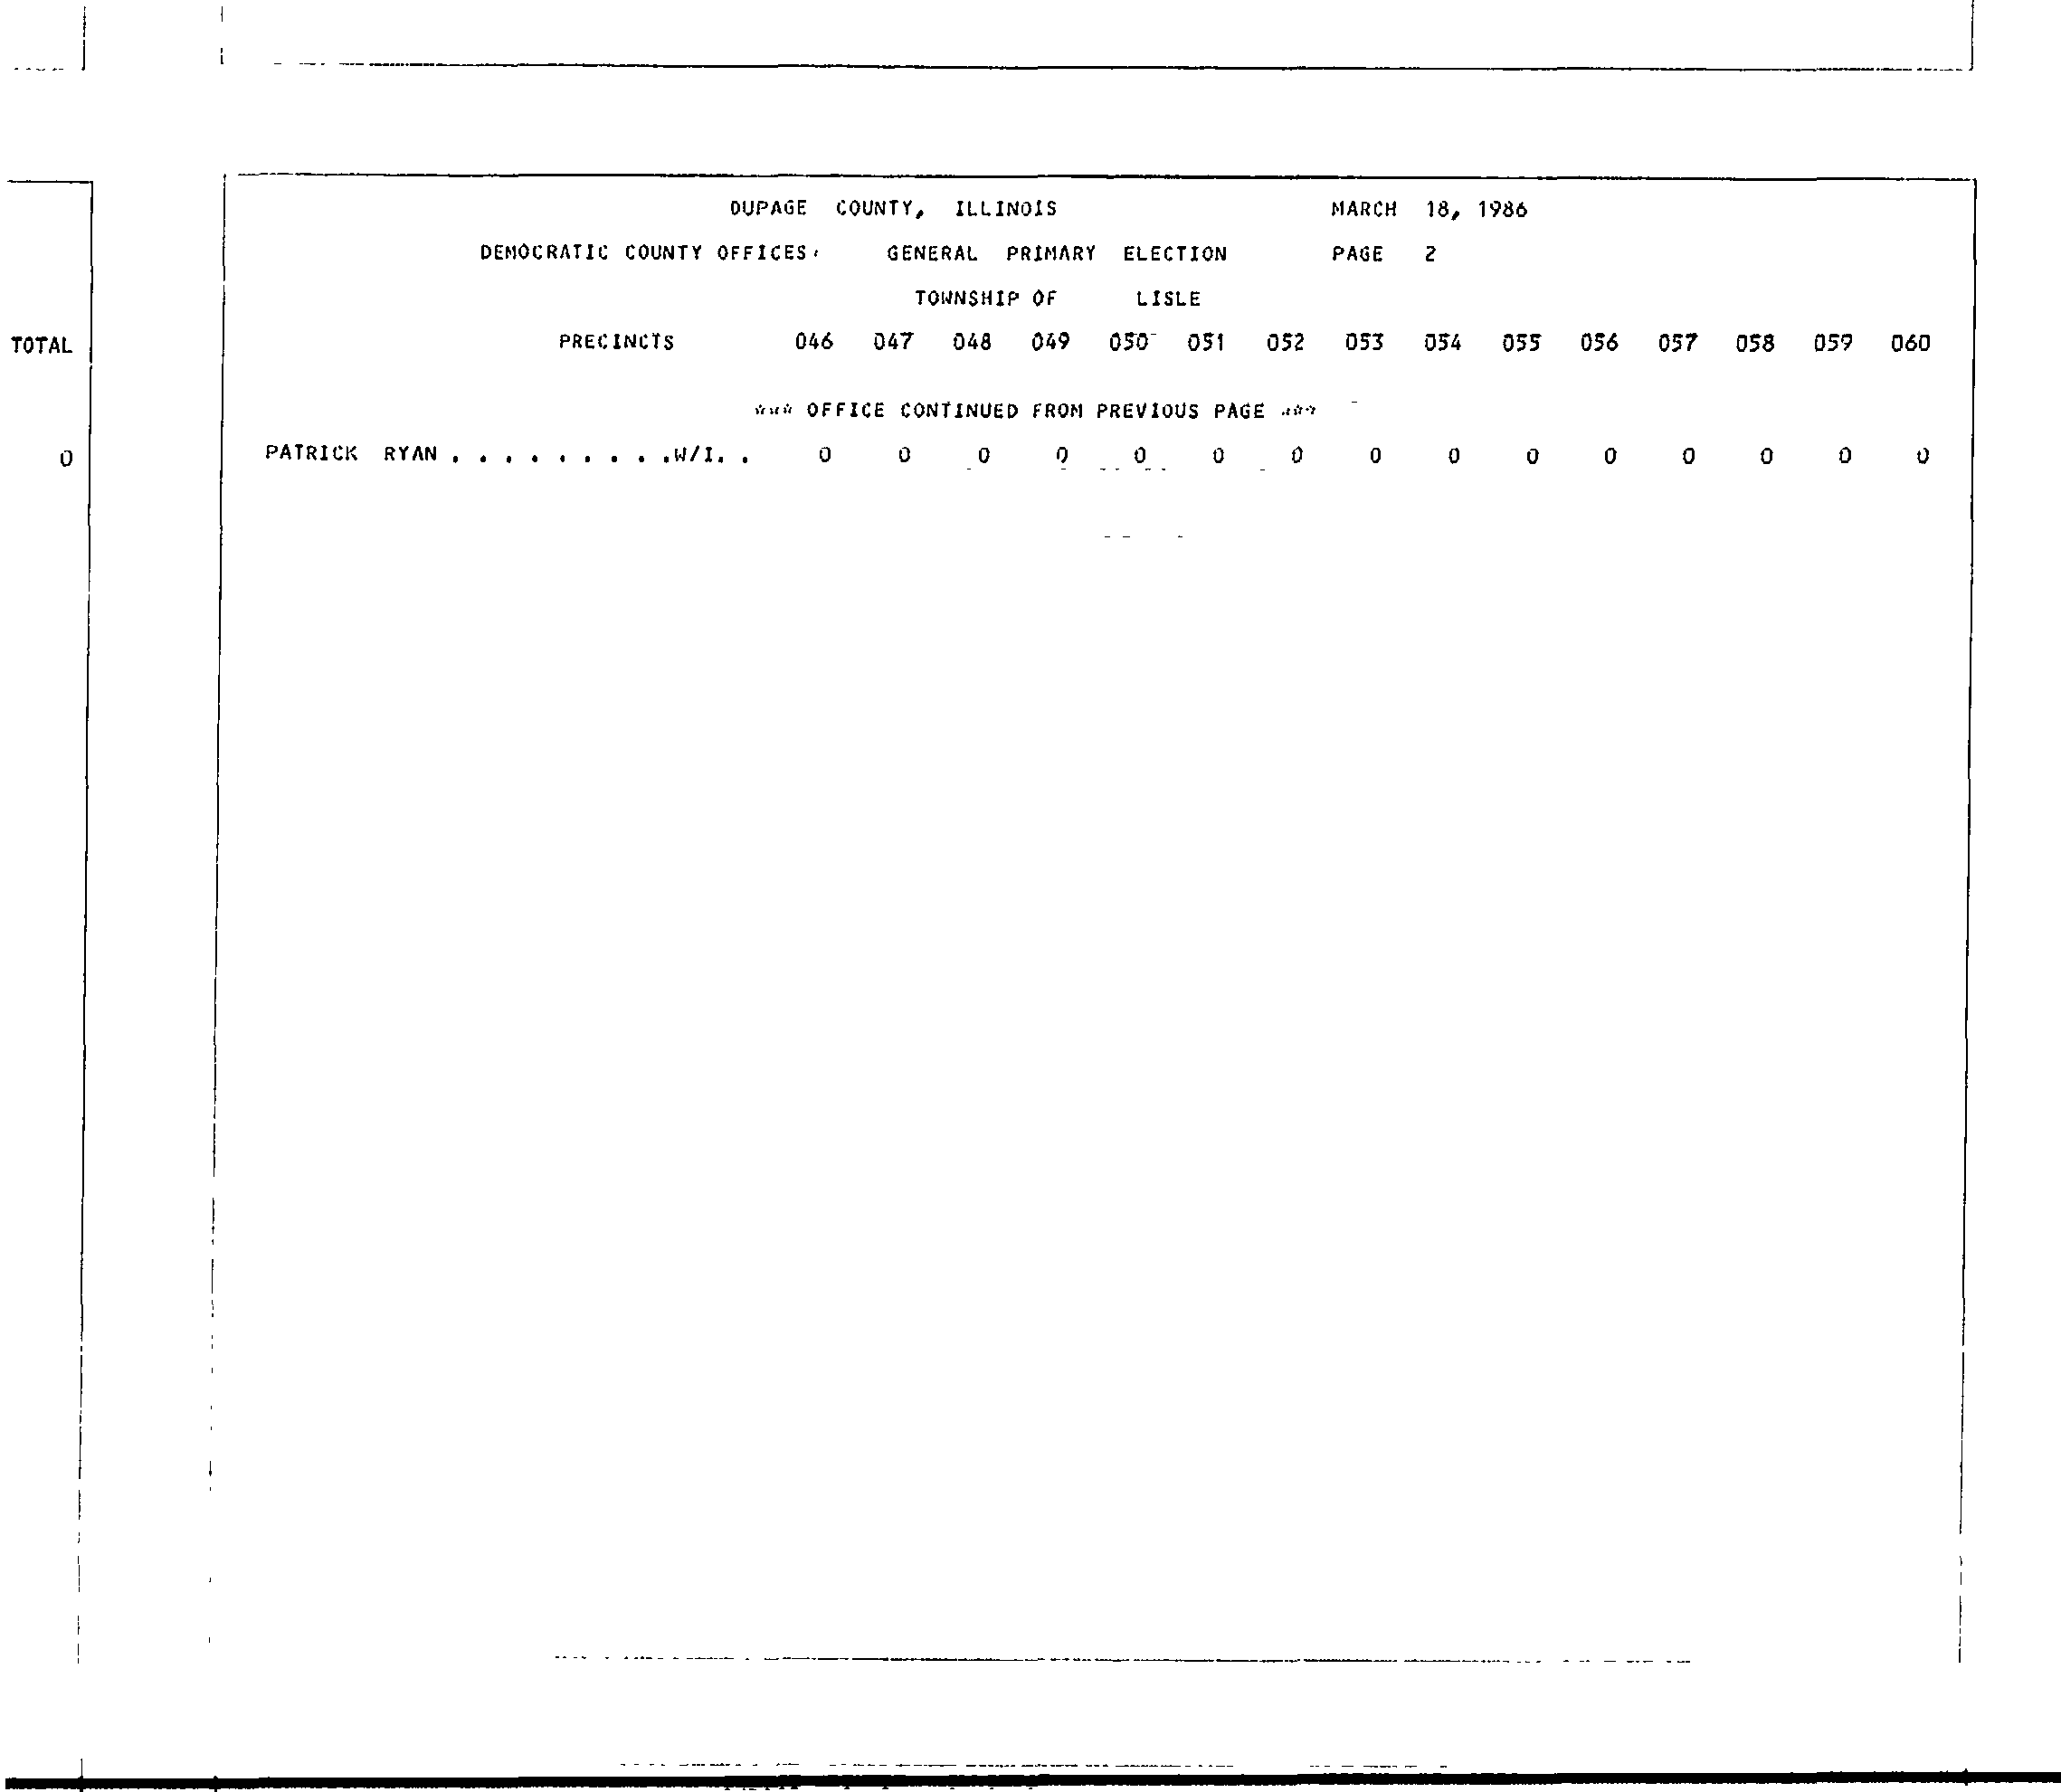 TOTAL
0
DUPAGE COUNTY, ILLINOIS MARCH 18, 1986
DEMOCRATIC COUNTY OFFICES GENERAL PRIMARY ELECTION PAGE 2
TOWNSHIP OF LISLE
PRECINCTS 046 047 048 049 050 051 052 053 054 055 056 057 058 059 060
*** OFFICE CONTINUED FROM PREVIOUS PAGE ***
PATRICK RYAN . . . . . . . . .W/I. . 0 0 0 0 0 0 0 0 0 0 0 0 0 0 0